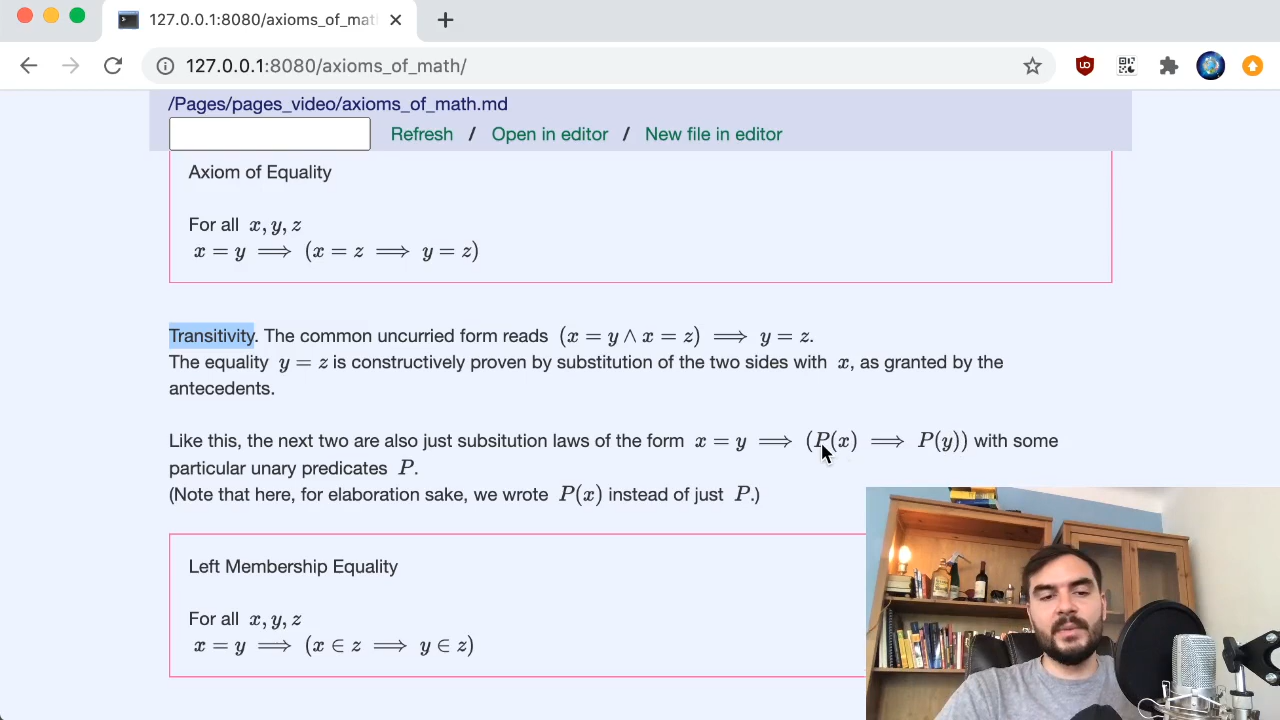 127.0.0.1:8080/axioms_of_mat
127.0.0.1:8080/axioms_of_math/
/Pages/pages_video/axioms_of_math.md
Refresh / Open in editor / New file in editor
Axiom of Equality
For all x, y, z
x = y ⟹ (x = z ⟹ y = z)
Transitivity. The common uncurried form reads (x = y ∧ x = z) ⟹ y = z.
The equality y = z is constructively proven by substitution of the two sides with x, as granted by the
antecedents.
Like this, the next two are also just subsitution laws of the form x = y ⟹ (P(x) ⟹ P(y)) with some
particular unary predicates P.
(Note that here, for elaboration sake, we wrote P(x) instead of just P.)
Left Membership Equality
For all x, y, z
x = y ⟹ (x ∈ z ⟹ y ∈ z)